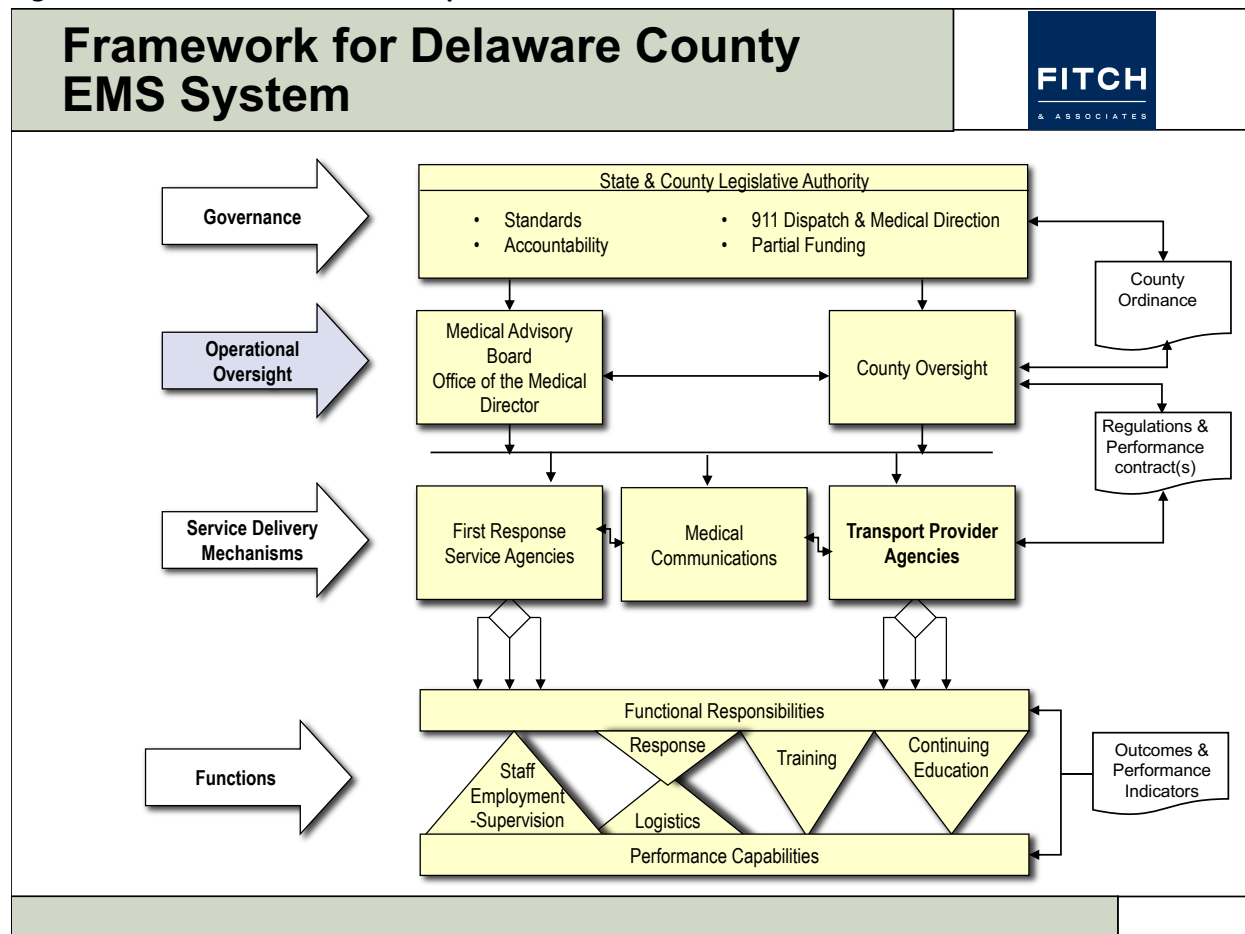 Framework for Delaware County
EMS System
FITCH
& ASSOCIATES
Governance
State & County Legislative Authority
• Standards
• Accountability
• 911 Dispatch & Medical Direction
• Partial Funding
County
Ordinance
Operational
Oversight
Medical Advisory
Board
Office of the Medical
Director
County Oversight
Regulations &
Performance
contract(s)
Service Delivery
Mechanisms
First Response
Service Agencies
Medical
Communications
Transport Provider
Agencies
Functions
Functional Responsibilities
Staff
Employment
-Supervision
Response
Logistics
Training
Continuing
Education
Performance Capabilities
Outcomes &
Performance
Indicators